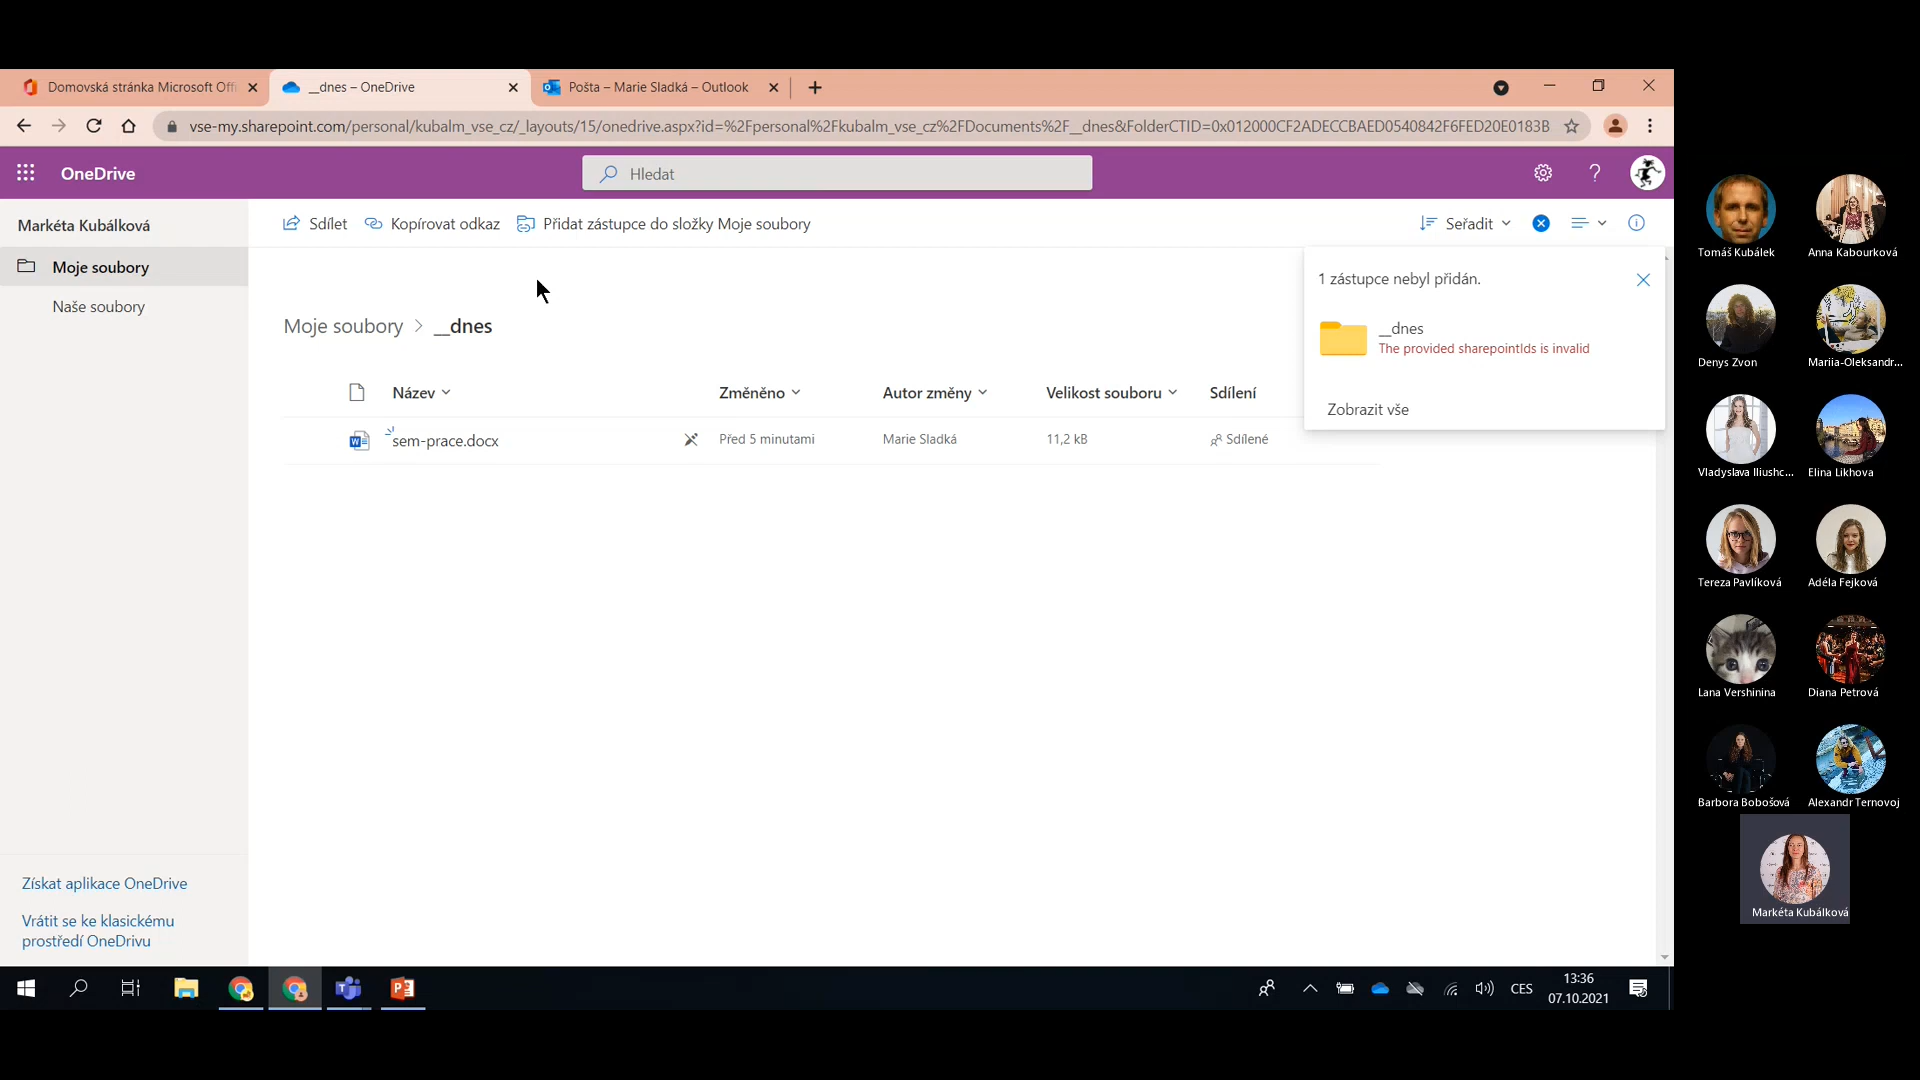 Domovská stránka Microsoft Offi
__dnes – OneDrive
Pošta – Marie Sladká – Outlook
vse-my.sharepoint.com/personal/kubalm_vse_cz/_layouts/15/onedrive.aspx?id=%2Fpersonal%2Fkubalm_vse_cz%2FDocuments%2F__dnes&FolderCTID=0x012000CF2ADECCBAED0540842F6FED20E0183B
OneDrive
Hledat
Markéta Kubálková
Moje soubory
Naše soubory
Sdílet
Kopírovat odkaz
Přidat zástupce do složky Moje soubory
Seřadit
1 zástupce nebyl přidán.
__dnes
The provided sharepointIds is invalid
Zobrazit vše
Moje soubory > __dnes
Název
Změněno
Autor změny
Velikost souboru
Sdílení
sem-prace.docx
Před 5 minutami
Marie Sladká
11,2 kB
Sdílené
Získat aplikace OneDrive
Vrátit se ke klasickému
prostředí OneDrivu
CES
13:36
07.10.2021
Tomáš Kubálek
Anna Kabourková
Denys Zvon
Mariia-Oleksandr...
Vladyslava Iliushc...
Elina Likhova
Tereza Pavlíková
Adéla Fejková
Lana Vershinina
Diana Petrová
Barbora Bobošová
Alexandr Ternovoj
Markéta Kubálková